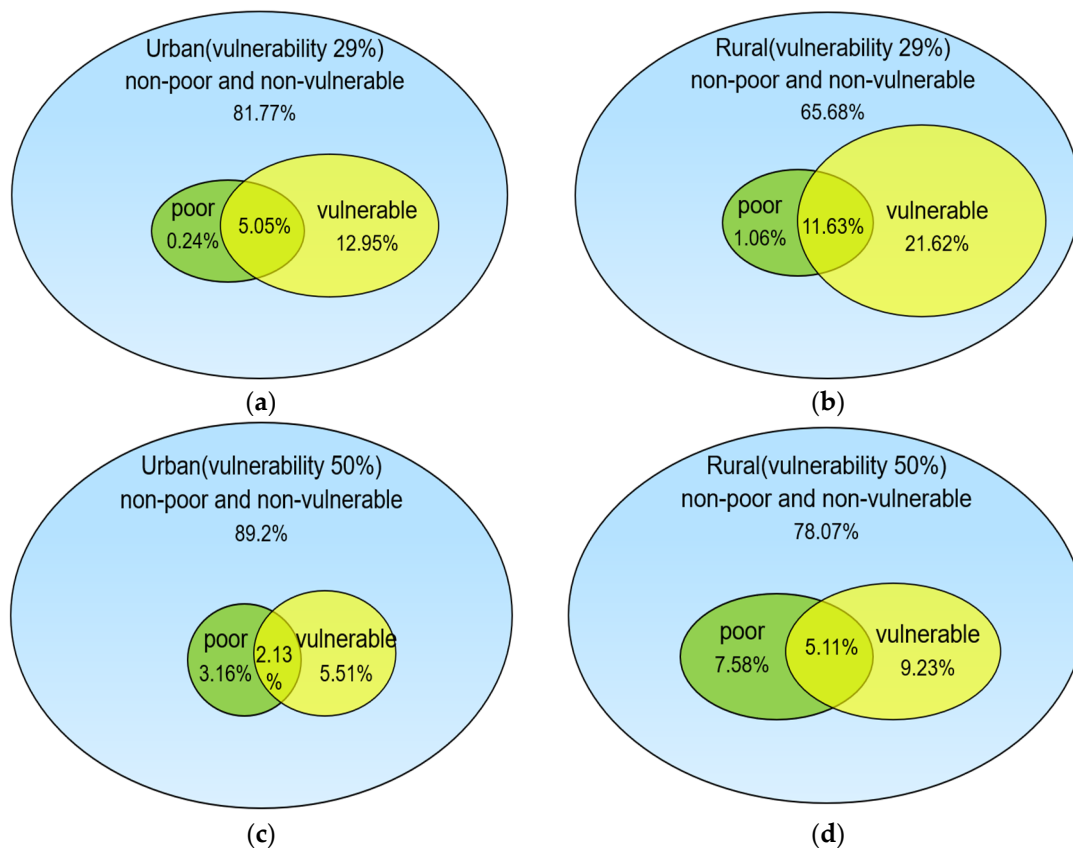 Urban(vulnerability 29%)
non-poor and non-vulnerable
81.77%
poor
0.24%
5.05%
vulnerable
12.95%
(a)
Rural(vulnerability 29%)
non-poor and non-vulnerable
65.68%
poor
1.06%
11.63%
vulnerable
21.62%
(b)
Urban(vulnerability 50%)
non-poor and non-vulnerable
89.2%
poor
3.16%
2.13
%
vulnerable
5.51%
(c)
Rural(vulnerability 50%)
non-poor and non-vulnerable
78.07%
poor
7.58%
5.11%
vulnerable
9.23%
(d)